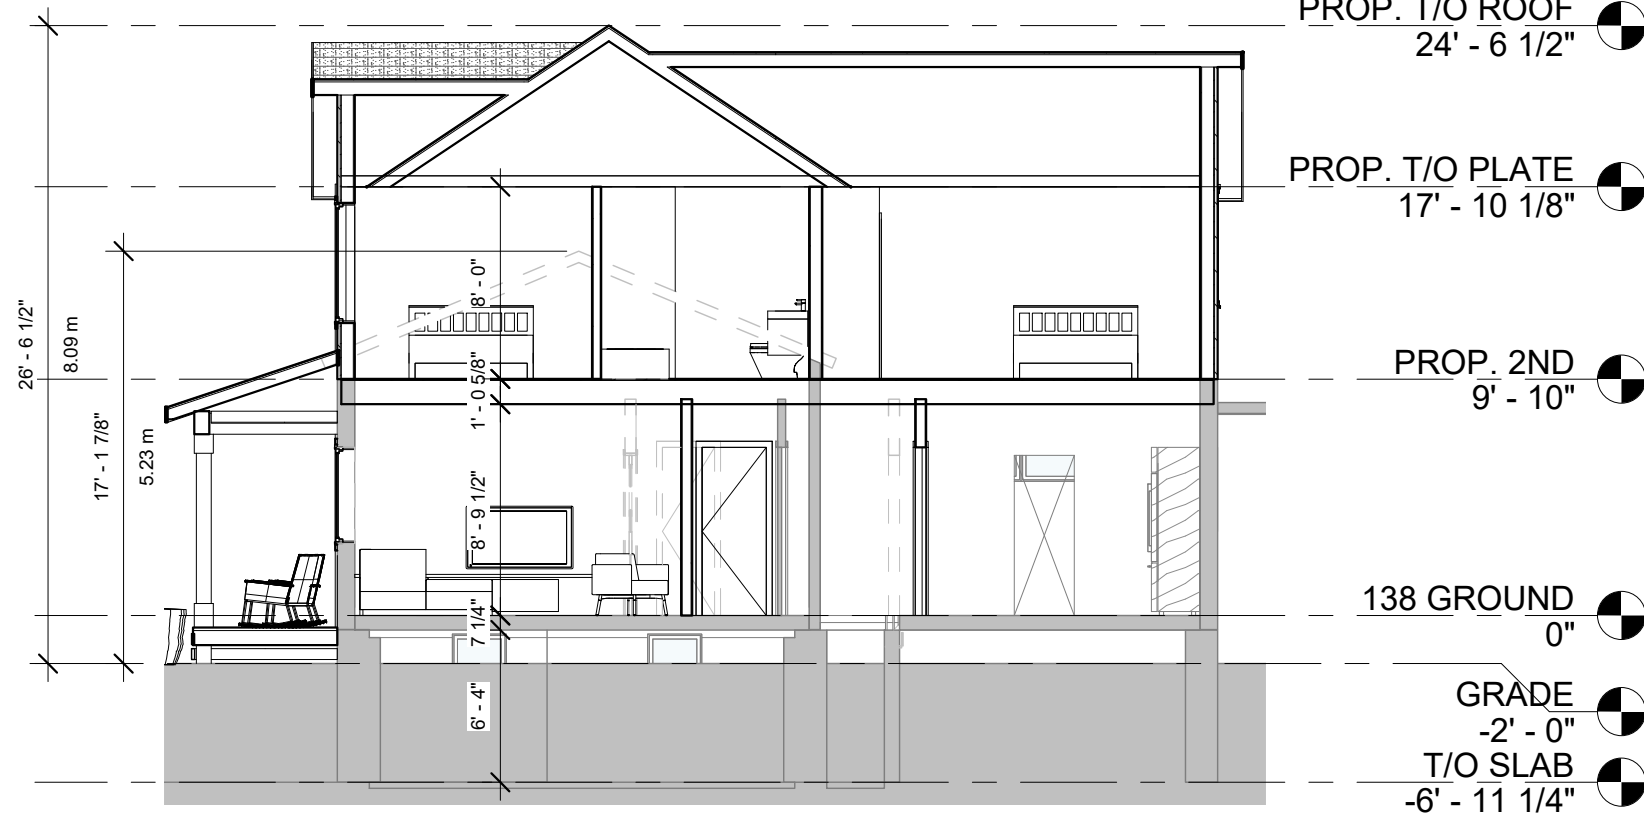 PROP. T/O ROOF
24' - 6 1/2"
PROP. T/O PLATE
17' - 10 1/8"
PROP. 2ND
9' - 10"
138 GROUND
0"
GRADE
-2' - 0"
T/O SLAB
-6' - 11 1/4"
26' - 6 1/2"
8.09 m
17' - 1 7/8"
5.23 m
8' - 0"
1' - 0 5/8"
8' - 9 1/2"
7 1/4"
6' - 4"